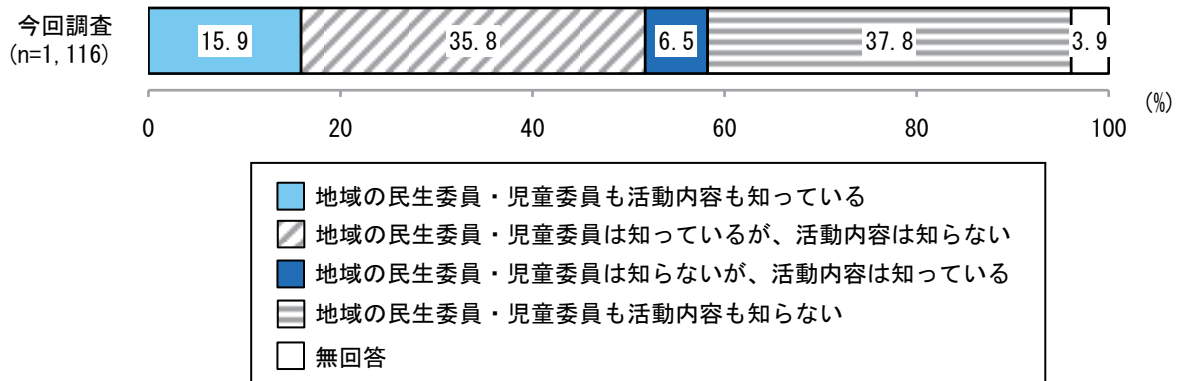 今回調査
(n=1,116)
15.9
35.8
6.5
37.8
3.9
(%)
0
20
40
60
80
100
地域の民生委員・児童委員も活動内容も知っている
地域の民生委員・児童委員は知っているが、活動内容は知らない
地域の民生委員・児童委員は知らないが、活動内容は知っている
地域の民生委員・児童委員も活動内容も知らない
無回答